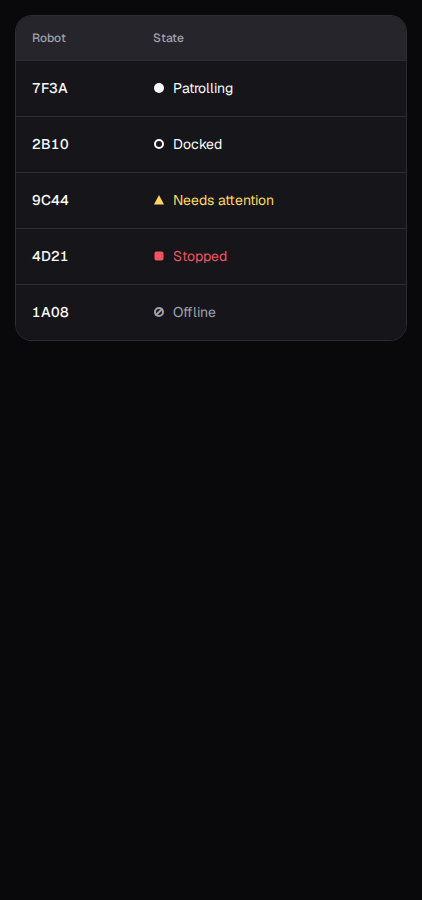 Robot State
7F3A Patrolling
2B10 Docked
9C44 Needs attention
4D21 Stopped
1A08 Offline